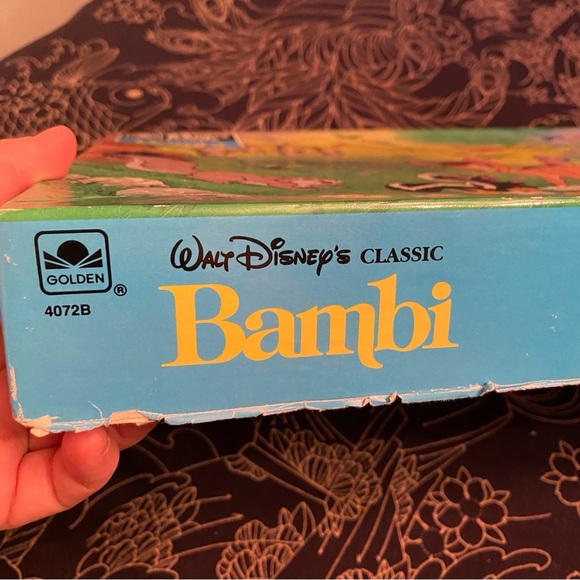 GOLDEN
®
4072B
WALT DISNEY'S CLASSIC
Bambi